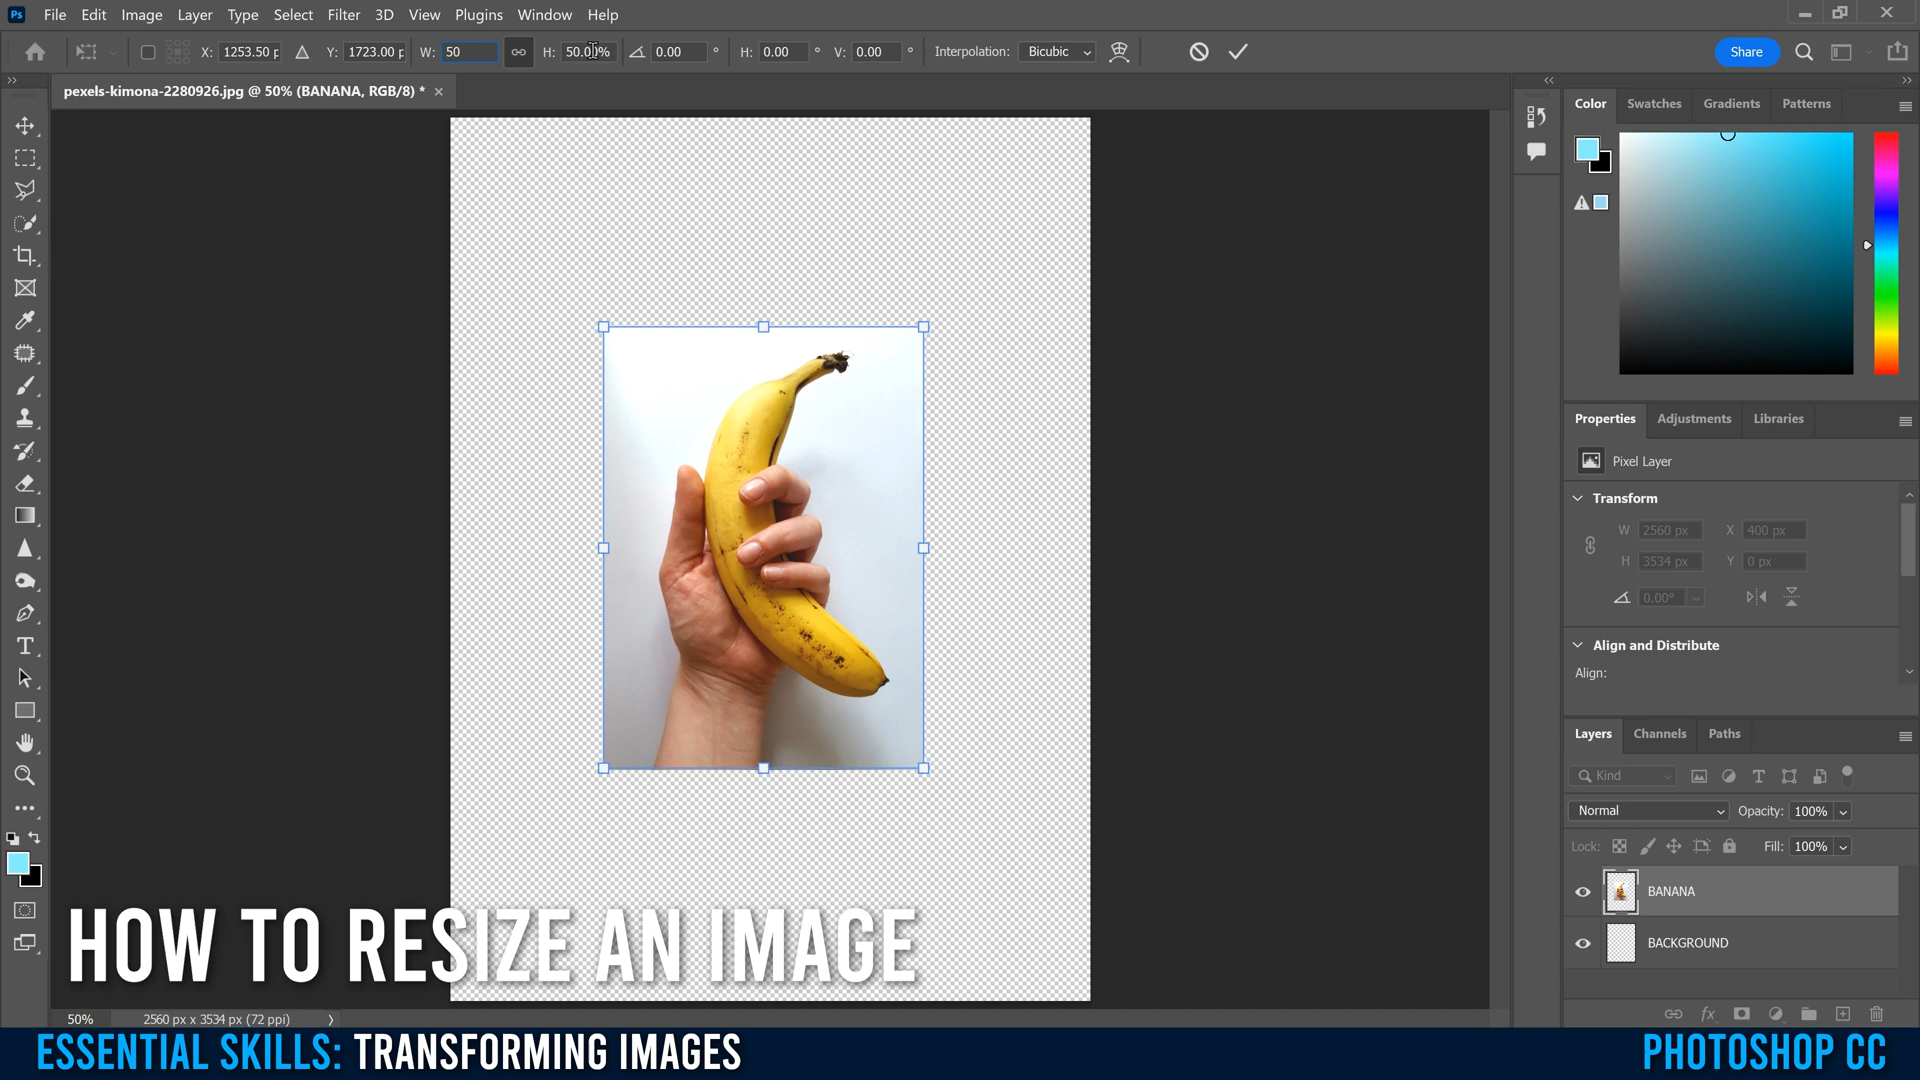 Ps File Edit Image Layer Type Select Filter 3D View Plugins Window Help
X: 1253.50 p Y: 1723.00 p W: 50 H: 50.00% 0.00 ° H: 0.00 ° V: 0.00 ° Interpolation: Bicubic Share
pexels-kimona-2280926.jpg @ 50% (BANANA, RGB/8) * ×
Color Swatches Gradients Patterns
Properties Adjustments Libraries
Pixel Layer
Transform
W 2560 px X 400 px
H 3534 px Y 0 px
0.00°
Align and Distribute
Align:
Layers Channels Paths
Kind
Normal Opacity: 100%
Lock: Fill: 100%
BANANA
BACKGROUND
fx
HOW TO RESIZE AN IMAGE
50% 2560 px x 3534 px (72 ppi)
ESSENTIAL SKILLS: TRANSFORMING IMAGES
PHOTOSHOP CC